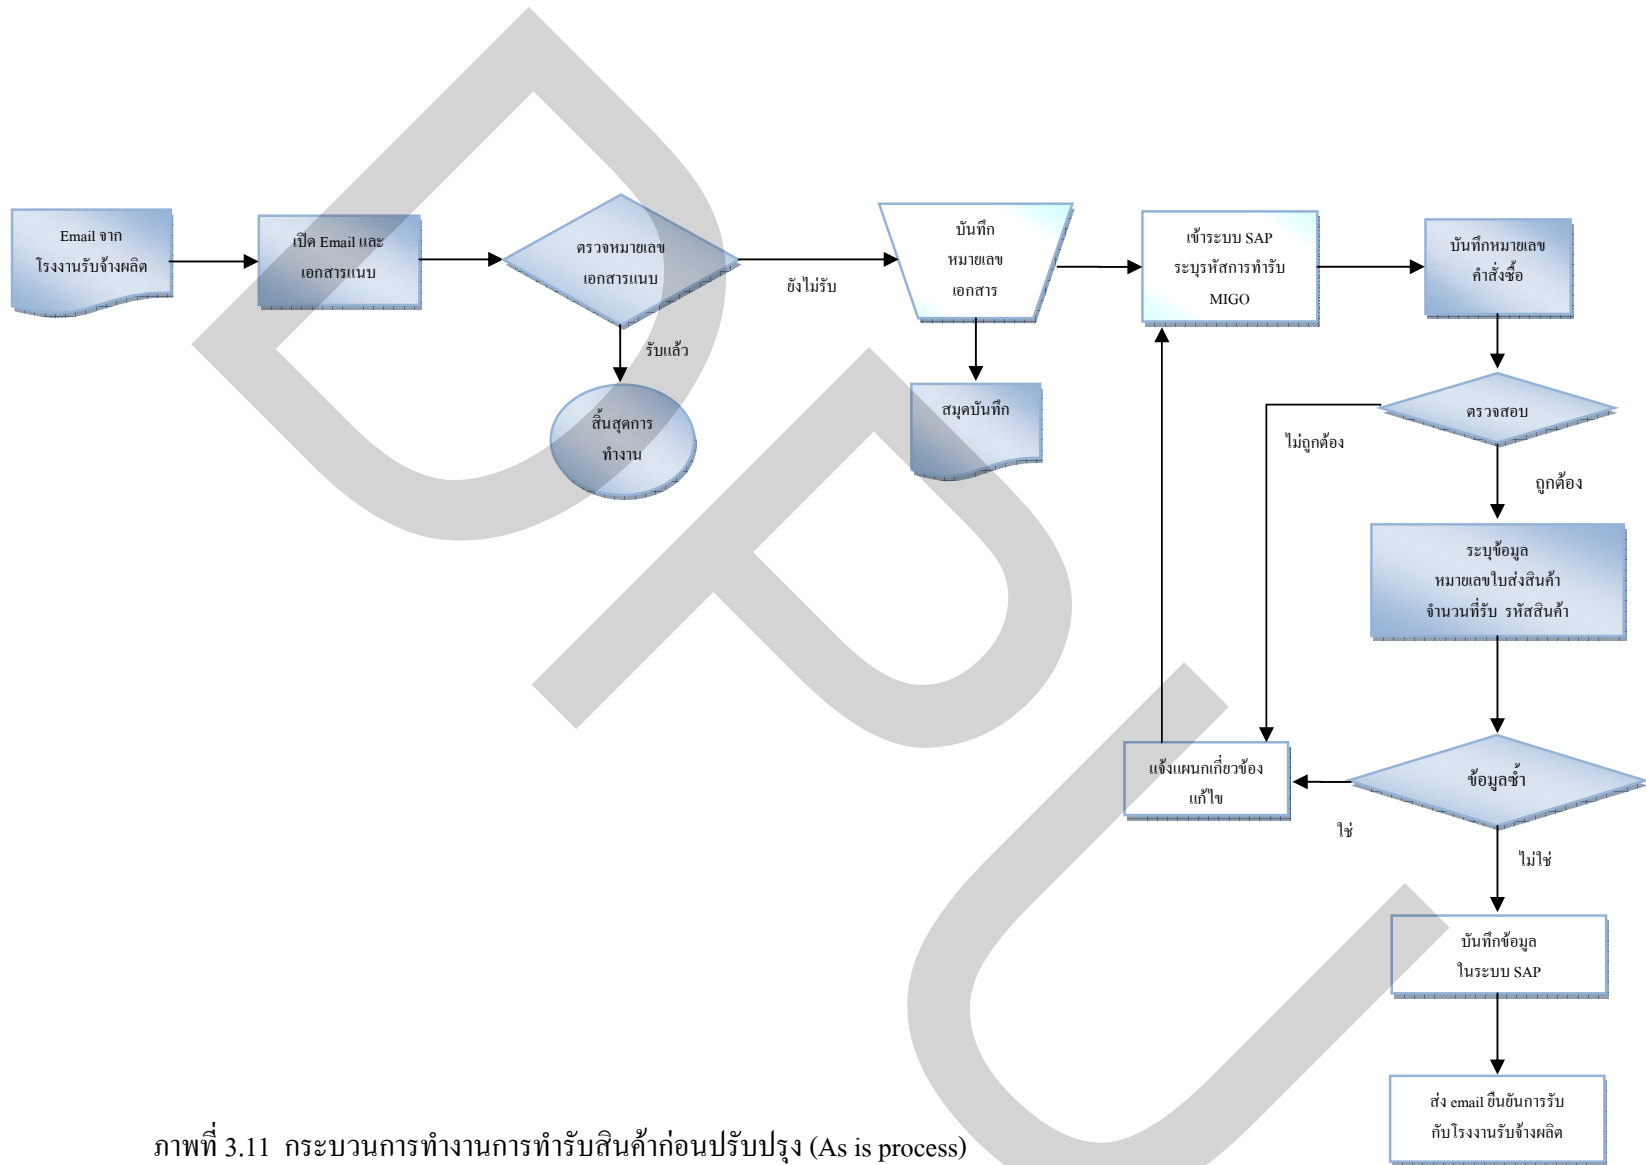 Email จาก
โรงงานรับจ้างผลิต
เปิด Email และ
เอกสารแนบ
ตรวจหมายเลข
เอกสารแนบ
ยังไม่รับ
รับแล้ว
สิ้นสุดการ
ทำงาน
บันทึก
หมายเลข
เอกสาร
สมุดบันทึก
เข้าระบบ SAP
ระบุรหัสการทำรับ
MIGO
บันทึกหมายเลข
คำสั่งซื้อ
ตรวจสอบ
ไม่ถูกต้อง
ถูกต้อง
ระบุข้อมูล
หมายเลขใบส่งสินค้า
จำนวนที่รับ รหัสสินค้า
แจ้งแผนกเกี่ยวข้อง
แก้ไข
ข้อมูลซ้ำ
ใช่
ไม่ใช่
บันทึกข้อมูล
ในระบบ SAP
ส่ง email ยืนยันการรับ
กับโรงงานรับจ้างผลิต
ภาพที่ 3.11 กระบวนการทำงานการทำรับสินค้าก่อนปรับปรุง (As is process)
DPU